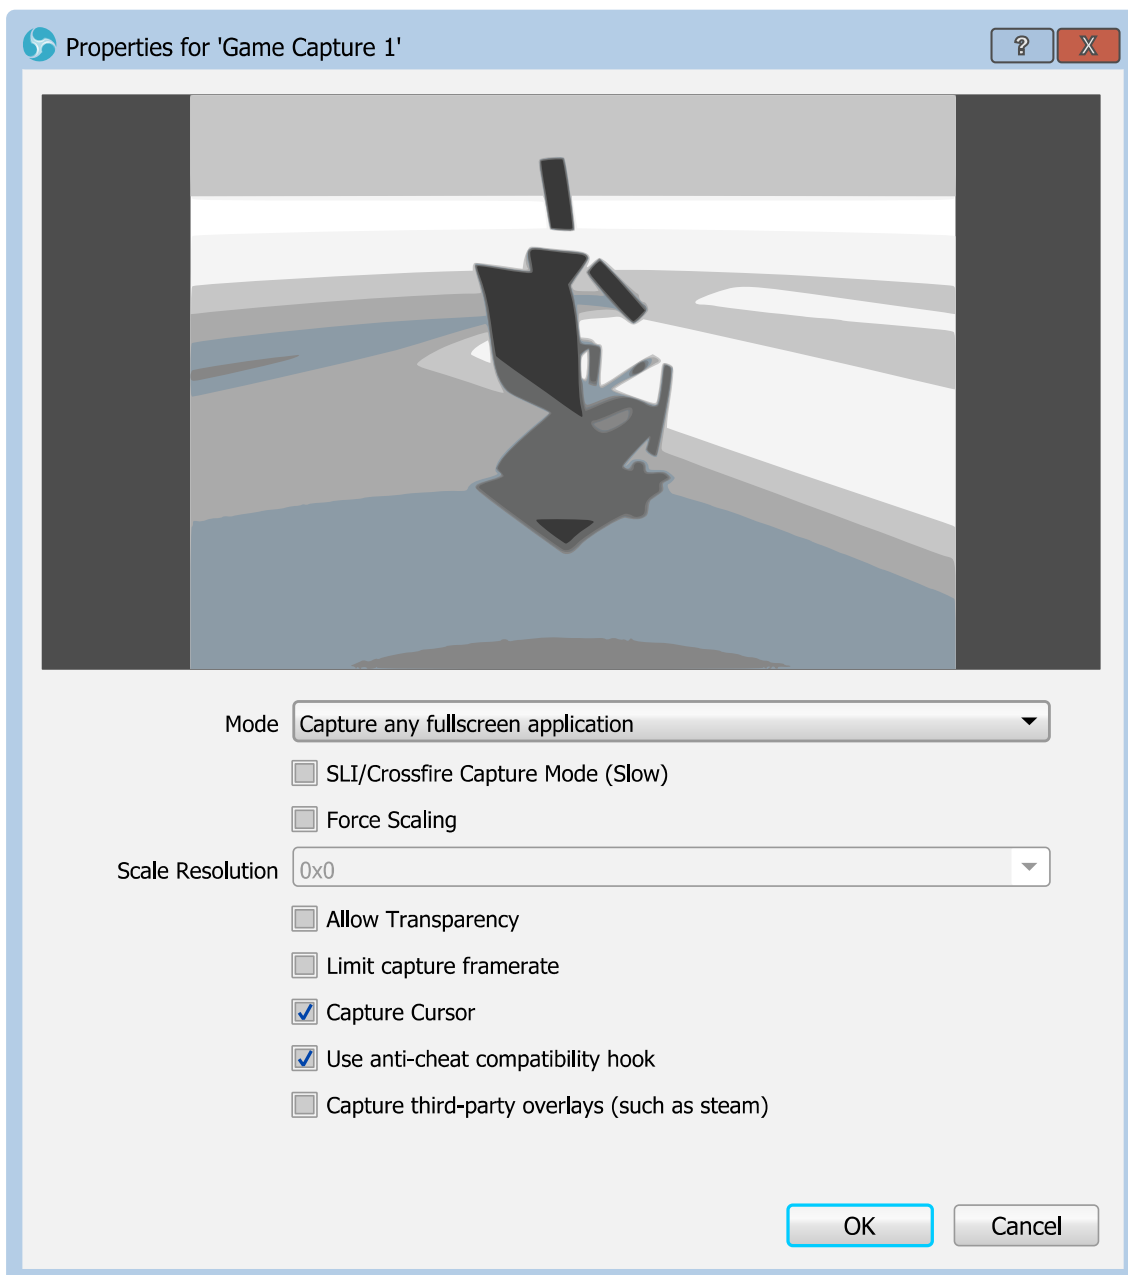 Properties for 'Game Capture 1'
?
X
Mode
Capture any fullscreen application
SLI/Crossfire Capture Mode (Slow)
Force Scaling
Scale Resolution
0x0
Allow Transparency
Limit capture framerate
Capture Cursor
Use anti-cheat compatibility hook
Capture third-party overlays (such as steam)
OK
Cancel